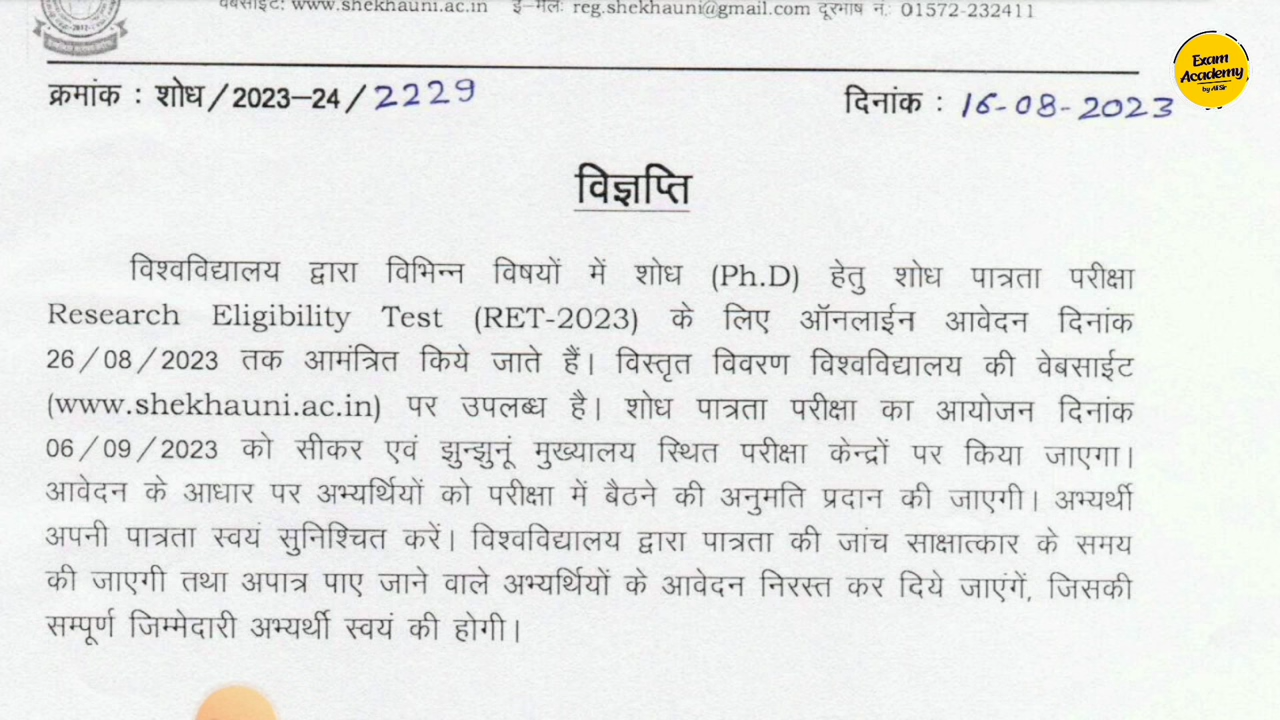 वेबसाईट: www.shekhauni.ac.in ई-मेलः reg.shekhauni@gmail.com दूरभाष नं.: 01572-232411
Exam
Academy
by Ali Sir
क्रमांक : शोध/2023-24/2229
दिनांक : 16-08-2023
विज्ञप्ति
विश्वविद्यालय द्वारा विभिन्न विषयों में शोध (Ph.D) हेतु शोध पात्रता परीक्षा
Research Eligibility Test (RET-2023) के लिए ऑनलाईन आवेदन दिनांक
26/08/2023 तक आमंत्रित किये जाते हैं। विस्तृत विवरण विश्वविद्यालय की वेबसाईट
(www.shekhauni.ac.in) पर उपलब्ध है। शोध पात्रता परीक्षा का आयोजन दिनांक
06/09/2023 को सीकर एवं झुन्झुनूं मुख्यालय स्थित परीक्षा केन्द्रों पर किया जाएगा।
आवेदन के आधार पर अभ्यर्थियों को परीक्षा में बैठने की अनुमति प्रदान की जाएगी। अभ्यर्थी
अपनी पात्रता स्वयं सुनिश्चित करें। विश्वविद्यालय द्वारा पात्रता की जांच साक्षात्कार के समय
की जाएगी तथा अपात्र पाए जाने वाले अभ्यर्थियों के आवेदन निरस्त कर दिये जाएंगें, जिसकी
सम्पूर्ण जिम्मेदारी अभ्यर्थी स्वयं की होगी।